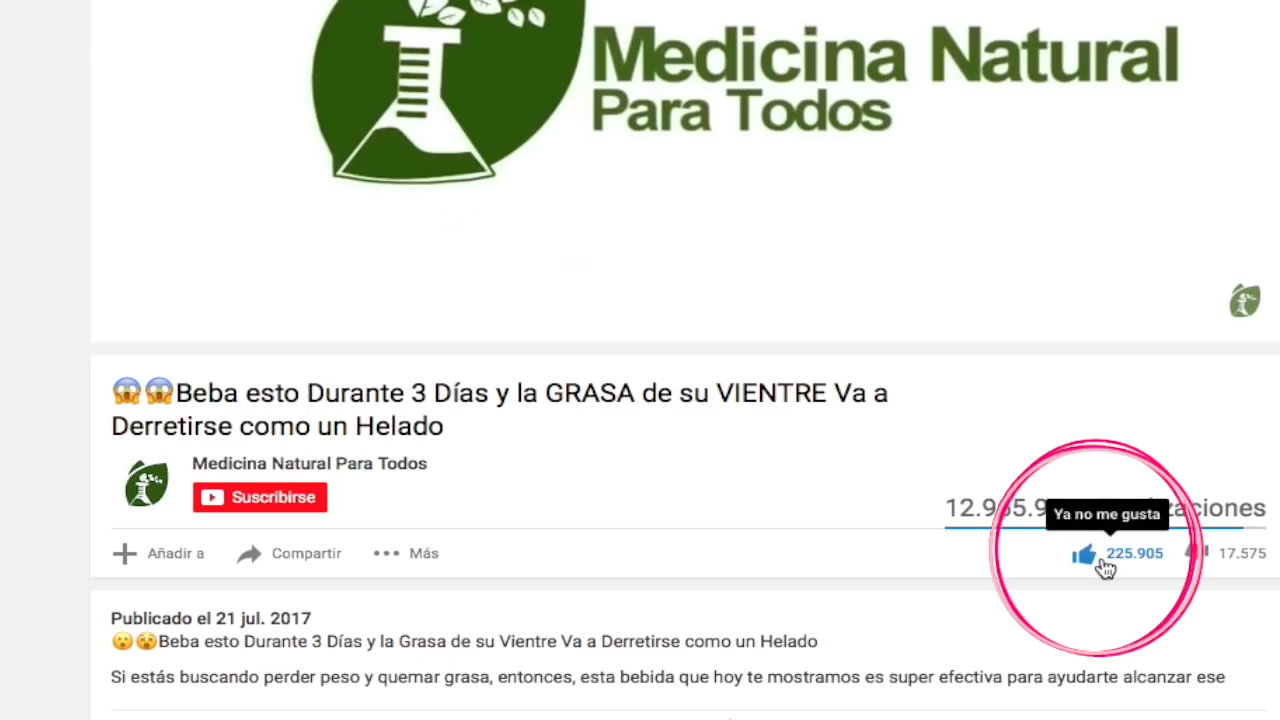 Medicina Natural
Para Todos
Beba esto Durante 3 Días y la GRASA de su VIENTRE Va a
Derretirse como un Helado
Medicina Natural Para Todos
Suscribirse
Ya no me gusta
Añadir a
Compartir
Más
225.905
17.575
Publicado el 21 jul. 2017
Beba esto Durante 3 Días y la Grasa de su Vientre Va a Derretirse como un Helado
Si estás buscando perder peso y quemar grasa, entonces, esta bebida que hoy te mostramos es super efectiva para ayudarte alcanzar ese